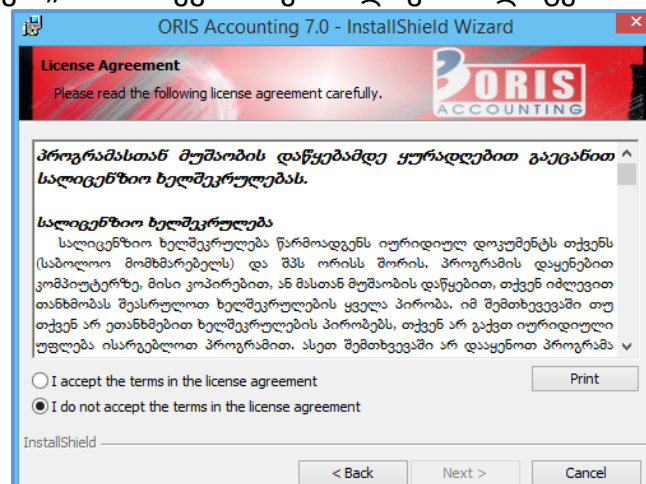 ORIS Accounting 7.0 - InstallShield Wizard
License Agreement
Please read the following license agreement carefully.
ORIS
ACCOUNTING
პროგრამასთან მუშაობის დაწყებამდე ყურადღებით გაეცანით
სალიცენზიო ხელშეკრულებას.
სალიცენზიო ხელშეკრულება
სალიცენზიო ხელშეკრულება წარმოადგენს იურიდიულ დოკუმენტს თქვენს
(საბოლოო მომხმარებელს) და შპს ორისს შორის. პროგრამის დაყენებით
კომპიუტერზე, მისი კოპირებით, ან მასთან მუშაობის დაწყებით, თქვენ იძლევით
თანხმობას შეასრულოთ ხელშეკრულების ყველა პირობა. იმ შემთხევევაში თუ
თქვენ არ ეთანხმებით ხელშეკრულების პირობებს, თქვენ არ გაქვთ იურიდიული
უფლება ისარგებლოთ პროგრამით. ასეთ შემთხვევაში არ დააყენოთ პროგრამა
I accept the terms in the license agreement
Print
I do not accept the terms in the license agreement
InstallShield
< Back
Next >
Cancel